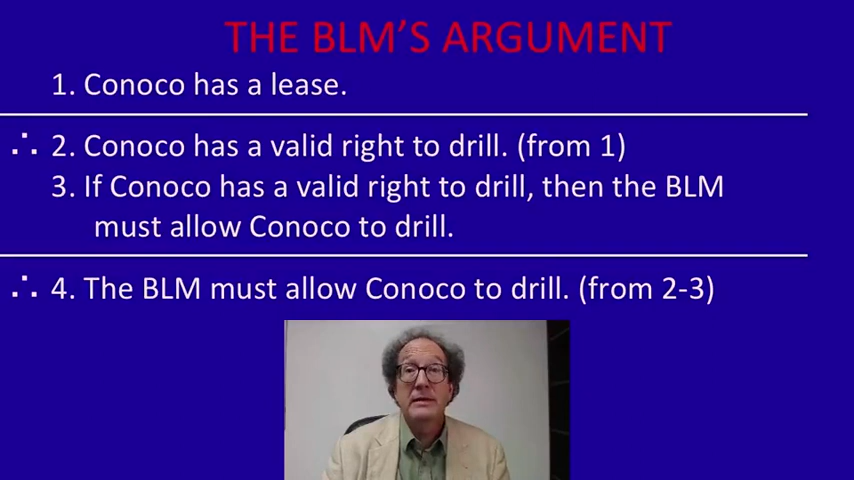 THE BLM’S ARGUMENT
1. Conoco has a lease.
∴ 2. Conoco has a valid right to drill. (from 1)
3. If Conoco has a valid right to drill, then the BLM
must allow Conoco to drill.
∴ 4. The BLM must allow Conoco to drill. (from 2-3)